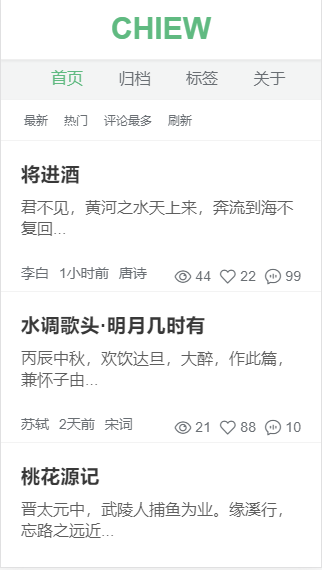 CHIEW
首页 归档 标签 关于
最新 热门 评论最多 刷新
将进酒
君不见，黄河之水天上来，奔流到海不
复回...
李白 1小时前 唐诗 44 22 99
水调歌头·明月几时有
丙辰中秋，欢饮达旦，大醉，作此篇，
兼怀子由...
苏轼 2天前 宋词 21 88 10
桃花源记
晋太元中，武陵人捕鱼为业。缘溪行，
忘路之远近...